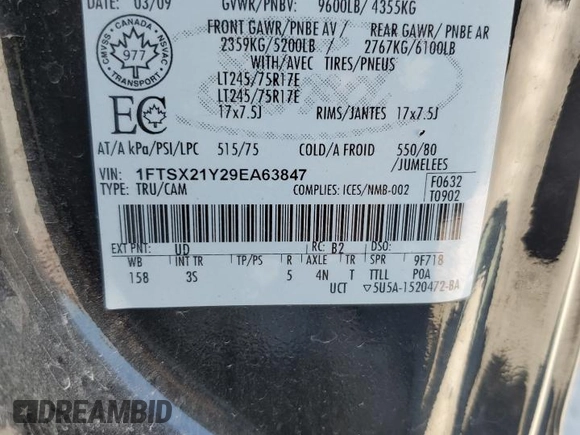 DATE: 03/09 GVWR/PNBV: 9600LB/ 4355KG
CMVSS · CANADA · NSVAC
977
TRANSPORT
FRONT GAWR/ PNBE AV REAR GAWR/ PNBE AR
2359KG/5200LB 2767KG/6100LB
WITH/AVEC TIRES/PNEUS
LT245/75R17E
LT245/75R17E
17x7.5J RIMS/JANTES 17x7.5J
EC
AT/A kPa/PSI/LPC 515/75 COLD/A FROID 550/80
/JUMELEES
VIN: 1FTSX21Y29EA63847
TYPE: TRU/CAM COMPLIES: ICES/NMB-002
F0632
T0902
EXT PNT: UD RC: B2 DSO:
WB INT TR TP/PS R AXLE TR SPR 9F718
158 3S 5 4N T TTLL POA
UCT ▽5U5A-1520472-BA
DREAMBID